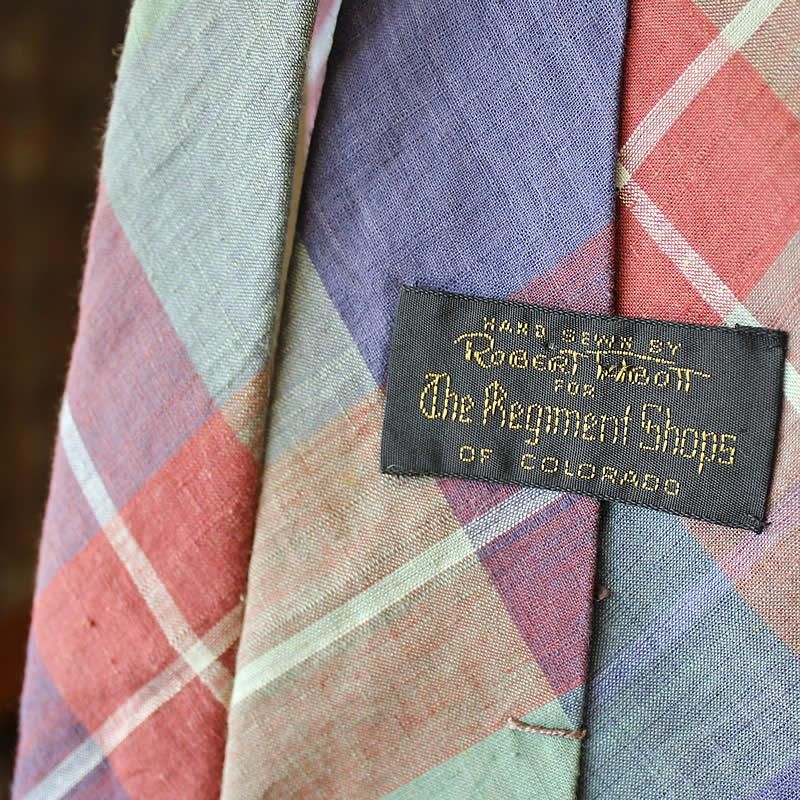 HAND SEWN BY
ROBERT TALBOTT
FOR
The Regiment Shops
OF COLORADO